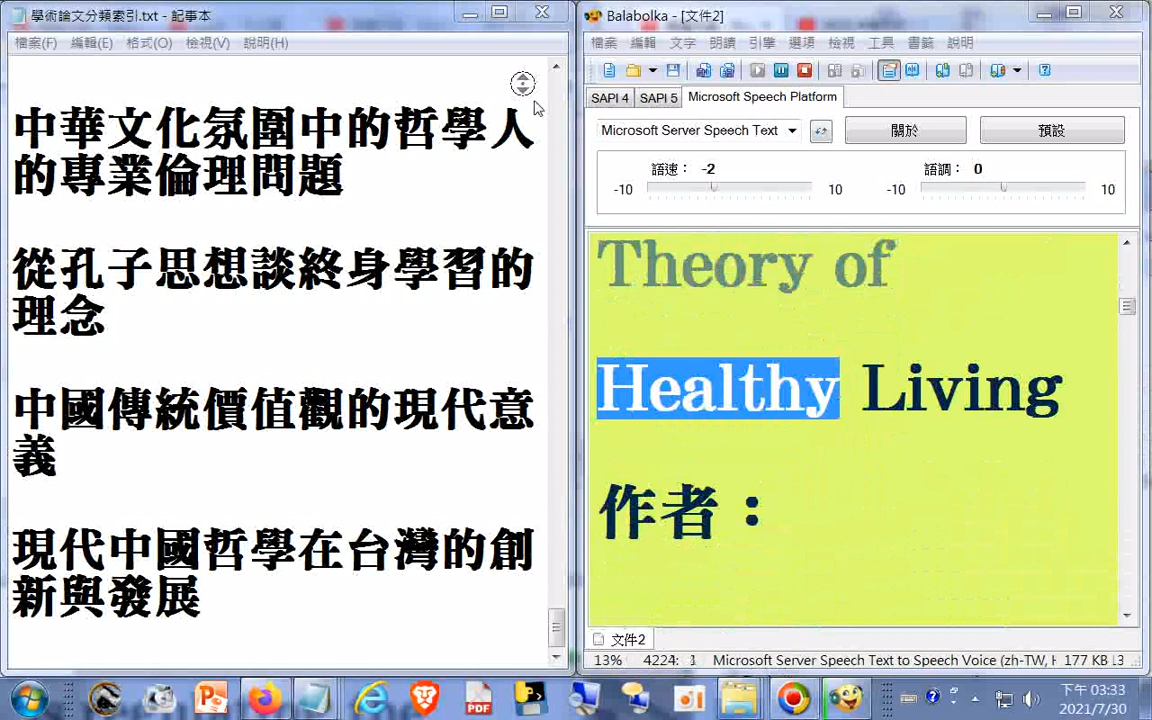 學術論文分類索引.txt - 記事本
檔案(F) 編輯(E) 格式(O) 檢視(V) 說明(H)
中華文化氛圍中的哲學人
的專業倫理問題
從孔子思想談終身學習的
理念
中國傳統價值觀的現代意
義
現代中國哲學在台灣的創
新與發展
Balabolka - [文件2]
檔案 編輯 文字 朗讀 引擎 選項 檢視 工具 書籤 說明
SAPI 4 SAPI 5 Microsoft Speech Platform
Microsoft Server Speech Text 關於 預設
語速： -2 語調： 0
-10 10 -10 10
Theory of
Healthy Living
作者：
文件2
13% 4224: 1 Microsoft Server Speech Text to Speech Voice (zh-TW, H 177 KB
下午 03:33
2021/7/30